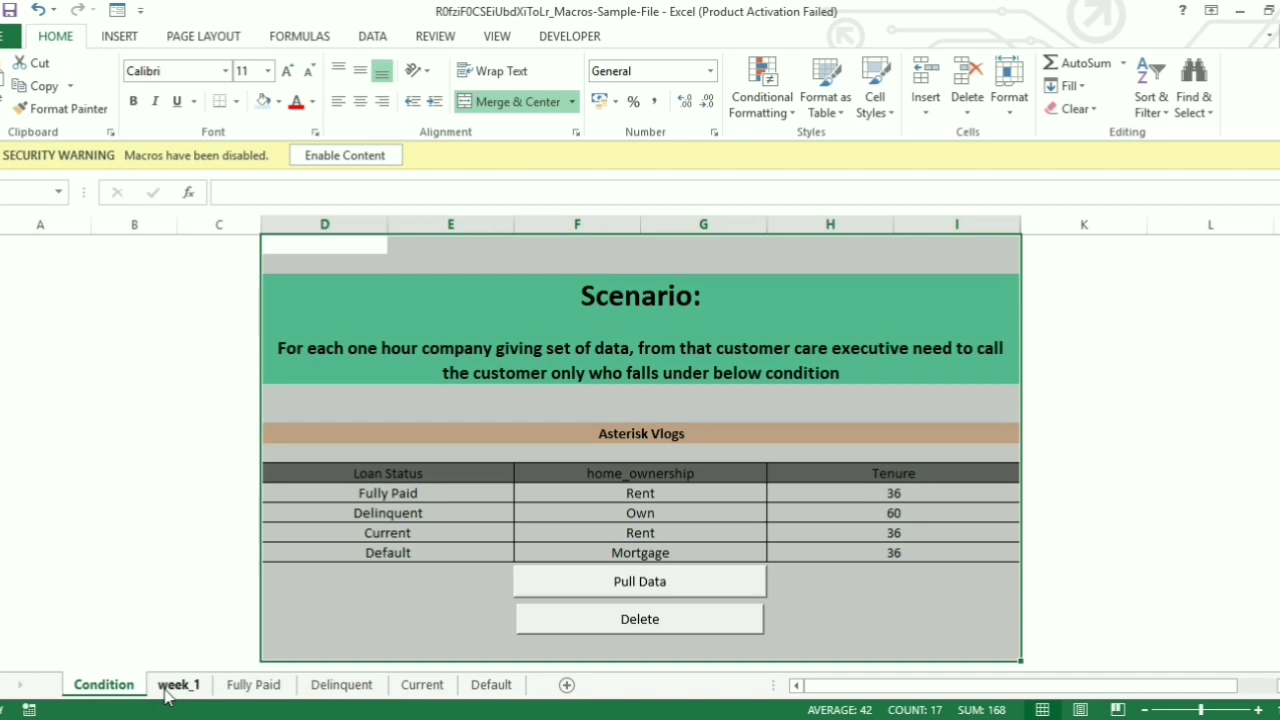 R0fziF0CSEiUbdXiToLr_Macros-Sample-File - Excel (Product Activation Failed)
HOME INSERT PAGE LAYOUT FORMULAS DATA REVIEW VIEW DEVELOPER
Cut
Copy
Format Painter
Clipboard
Calibri 11
B I U
Font
Wrap Text
Merge & Center
Alignment
General
Number
Conditional Formatting
Format as Table
Cell Styles
Styles
Insert Delete Format
Cells
AutoSum
Fill
Clear
Sort & Filter
Find & Select
Editing
SECURITY WARNING Macros have been disabled. Enable Content
fx
A B C D E F G H I K L
Scenario:
For each one hour company giving set of data, from that customer care executive need to call
the customer only who falls under below condition
Asterisk Vlogs
Loan Status home_ownership Tenure
Fully Paid Rent 36
Delinquent Own 60
Current Rent 36
Default Mortgage 36
Pull Data
Delete
Condition week_1 Fully Paid Delinquent Current Default
AVERAGE: 42 COUNT: 17 SUM: 168